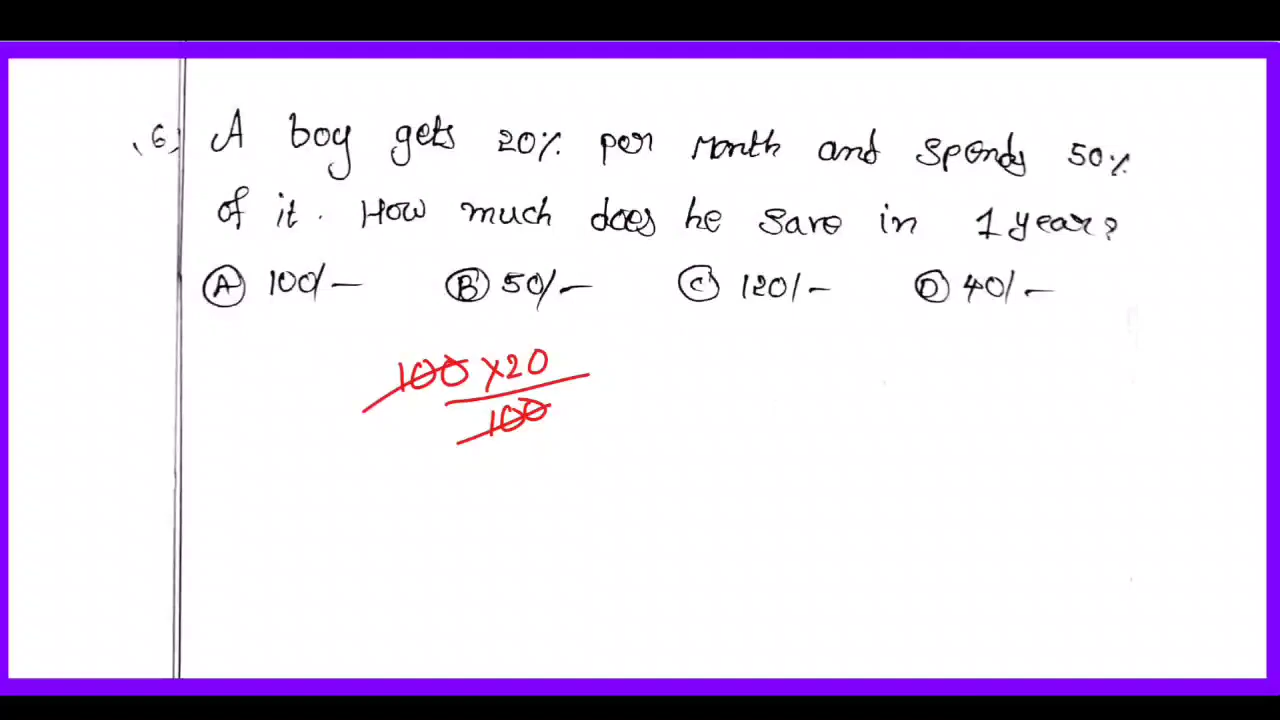 (6) A boy gets 20% per month and spends 50%
of it. How much does he save in 1 year?
(A) 100/- (B) 50/- (C) 120/- (D) 40/-
100 x 20
100